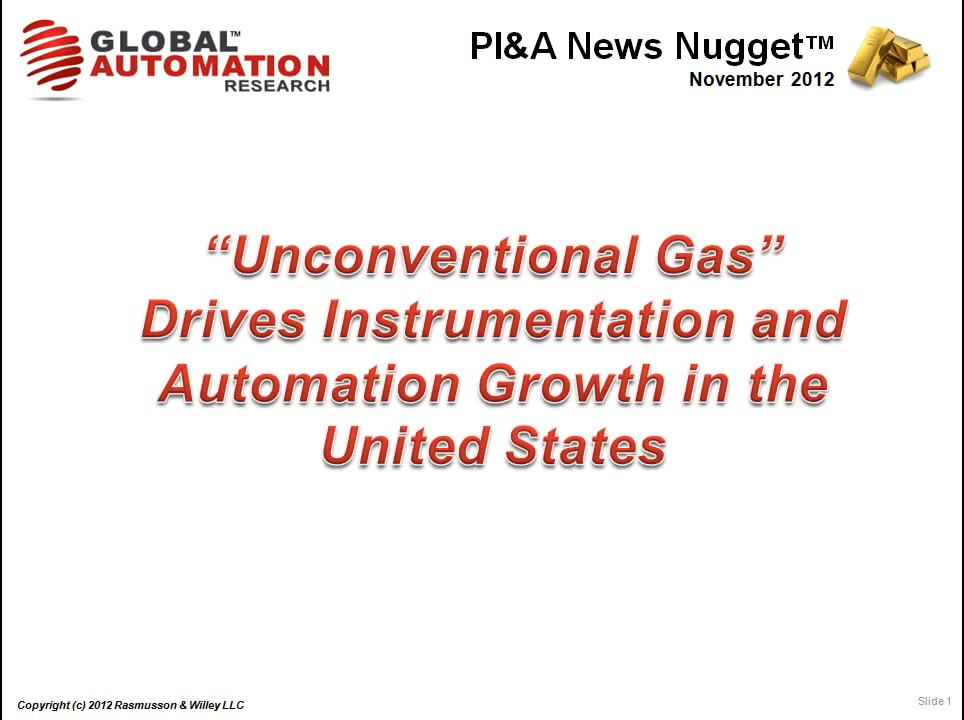 GLOBAL™
AUTOMATION
RESEARCH
PI&A News Nugget™
November 2012
“Unconventional Gas”
Drives Instrumentation and
Automation Growth in the
United States
Copyright (c) 2012 Rasmusson & Willey LLC
Slide 1